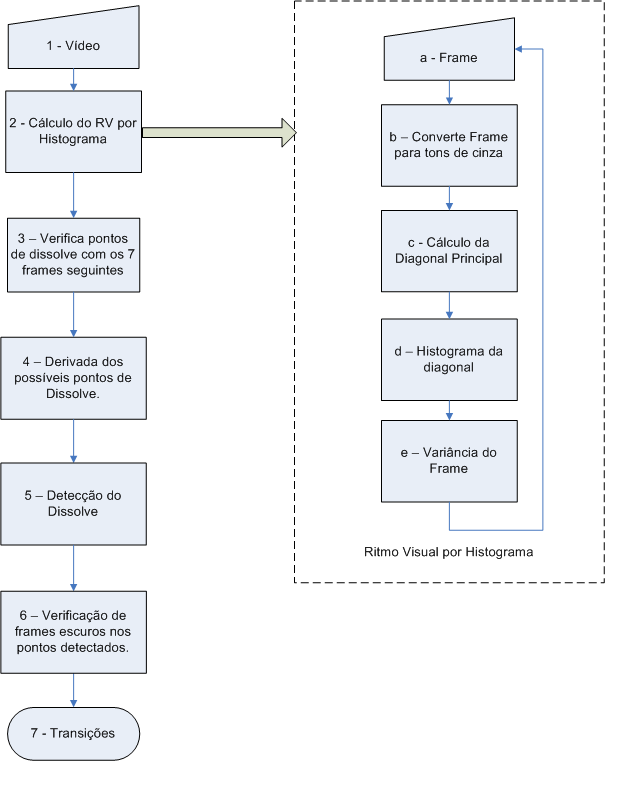 1 - Vídeo
2 - Cálculo do RV por
Histograma
3 – Verifica pontos
de dissolve com os 7
frames seguintes
4 – Derivada dos
possíveis pontos de
Dissolve.
5 – Detecção do
Dissolve
6 – Verificação de
frames escuros nos
pontos detectados.
7 - Transições
a - Frame
b – Converte Frame
para tons de cinza
c - Cálculo da
Diagonal Principal
d – Histograma da
diagonal
e – Variância do
Frame
Ritmo Visual por Histograma